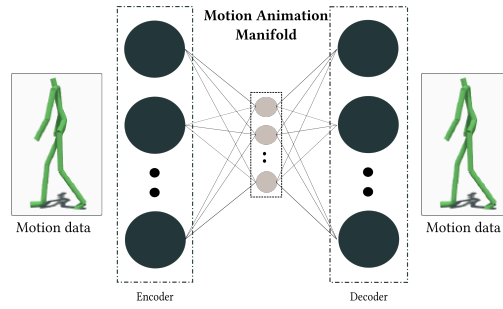 Motion Animation
Manifold
Motion data
Motion data
Encoder
Decoder